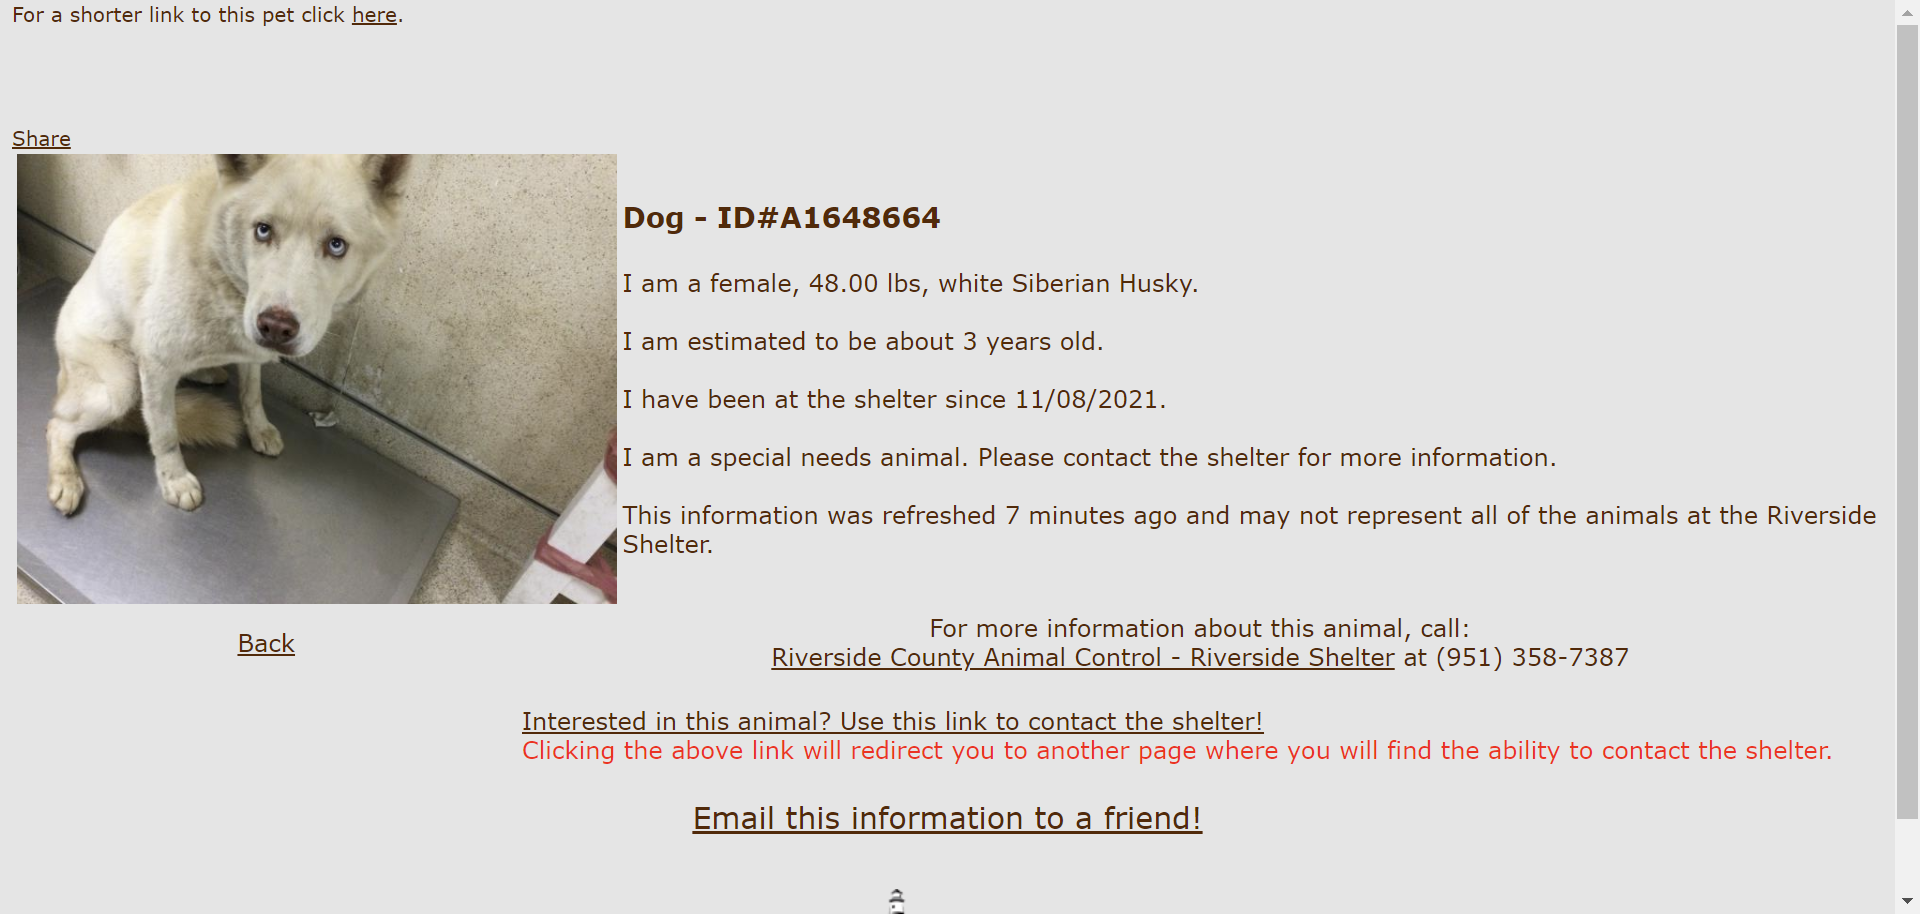 For a shorter link to this pet click here.
Share
Dog - ID#A1648664
I am a female, 48.00 lbs, white Siberian Husky.
I am estimated to be about 3 years old.
I have been at the shelter since 11/08/2021.
I am a special needs animal. Please contact the shelter for more information.
This information was refreshed 7 minutes ago and may not represent all of the animals at the Riverside
Shelter.
Back
For more information about this animal, call:
Riverside County Animal Control - Riverside Shelter at (951) 358-7387
Interested in this animal? Use this link to contact the shelter!
Clicking the above link will redirect you to another page where you will find the ability to contact the shelter.
Email this information to a friend!